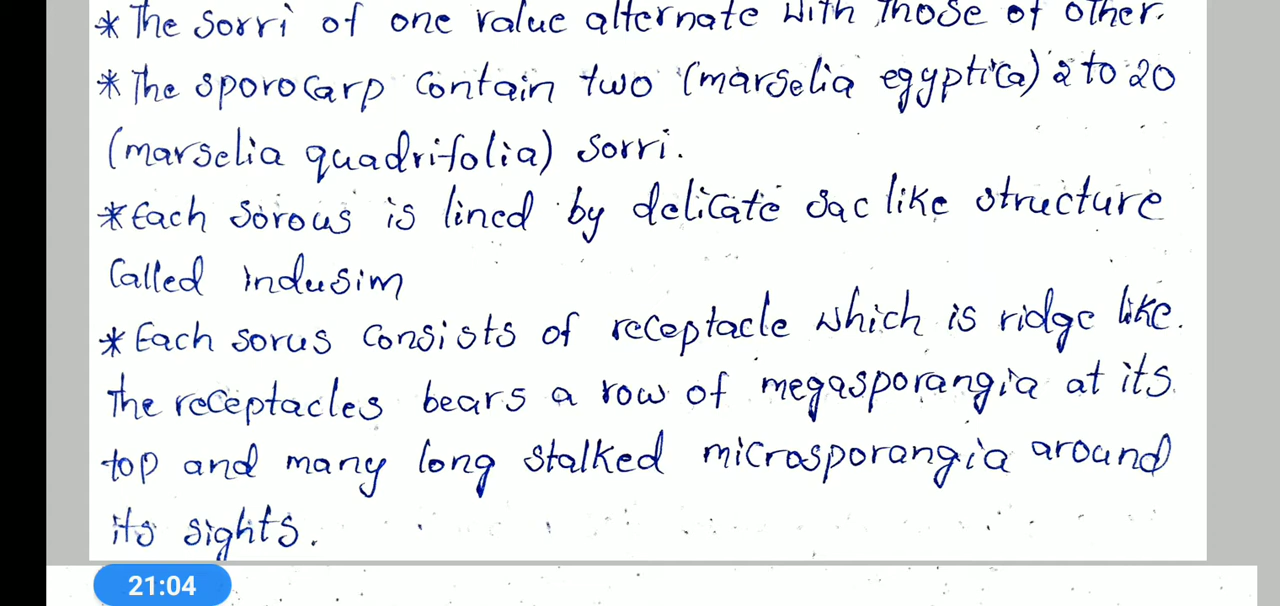 * The Sorri of one value alternate with those of other.
* The sporocarp contain two (marselia egyptica) 2 to 20
(marselia quadrifolia) Sorri.
* Each Sorous is lined by delicate sac like structure
Called indusim
* Each sorus consists of receptacle which is ridge like.
The receptacles bears a row of megasporangia at its
top and many long stalked microsporangia around
its sights.
21:04